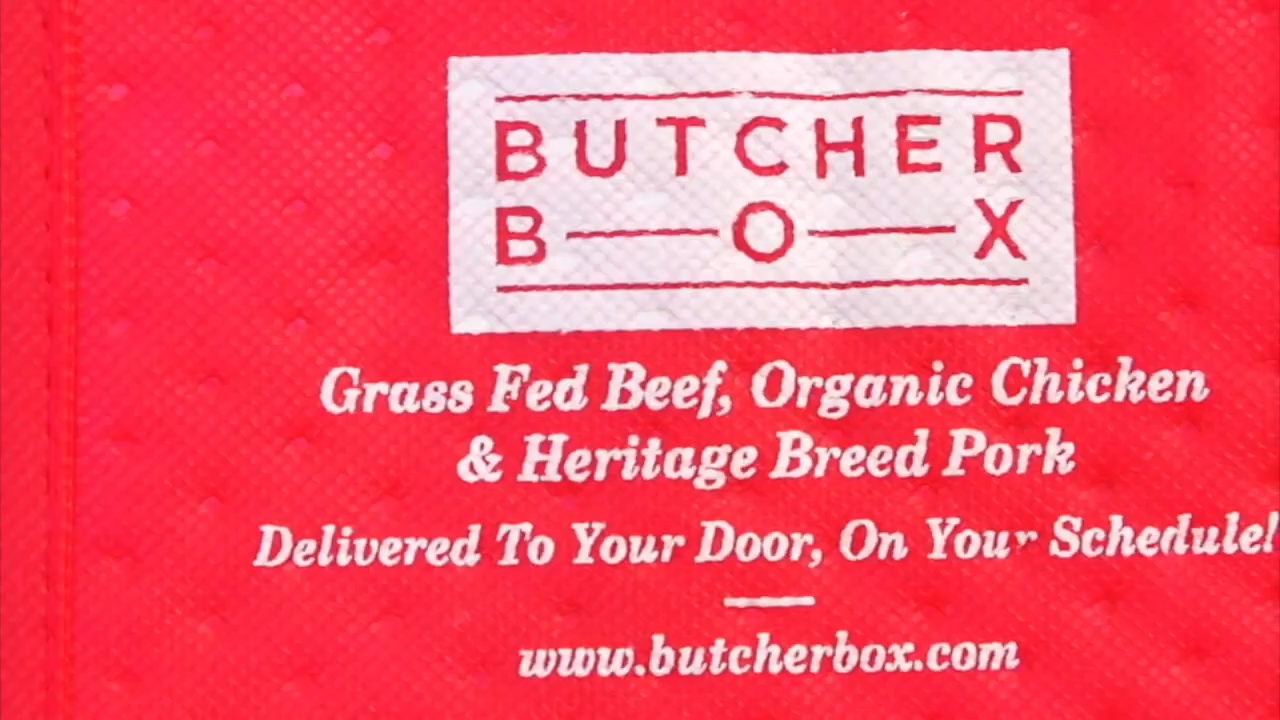 BUTCHER
B—O—X
Grass Fed Beef, Organic Chicken
& Heritage Breed Pork
Delivered To Your Door, On Your Schedule!
www.butcherbox.com